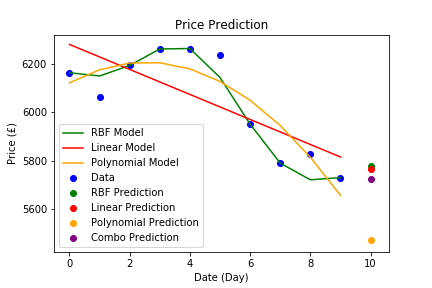 Price Prediction
Price (£)
6200
6000
5800
5600
RBF Model
Linear Model
Polynomial Model
Data
RBF Prediction
Linear Prediction
Polynomial Prediction
Combo Prediction
0 2 4 6 8 10
Date (Day)